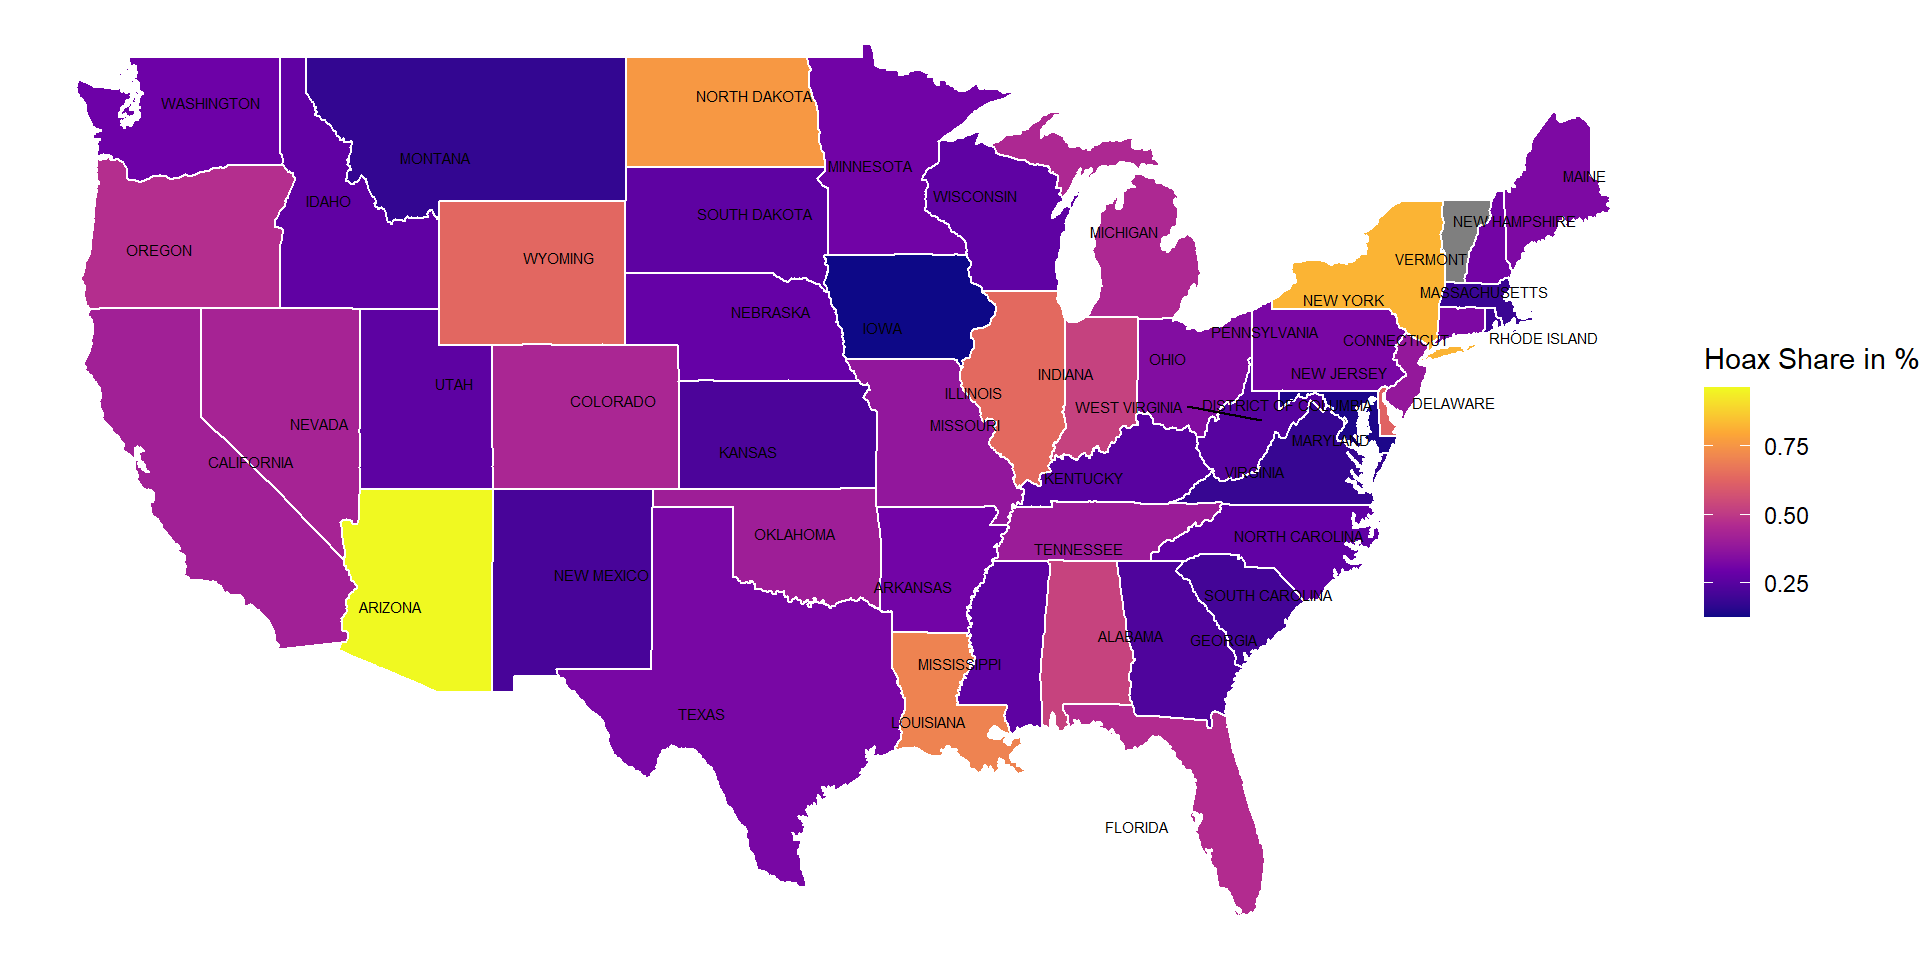 NORTH DAKOTA
WASHINGTON
MONTANA
MINNESOTA
MAINE
WISCONSIN
IDAHO
SOUTH DAKOTA
NEW HAMPSHIRE
MICHIGAN
OREGON
WYOMING
VERMONT
MASSACHUSETTS
NEW YORK
NEBRASKA
IOWA
PENNSYLVANIA
CONNECTICUT
RHODE ISLAND
OHIO
Hoax Share in %
INDIANA
NEW JERSEY
UTAH
ILLINOIS
COLORADO
WEST VIRGINIA
DISTRICT OF COLUMBIA
DELAWARE
NEVADA
MISSOURI
MARYLAND
0.75
KANSAS
CALIFORNIA
VIRGINIA
KENTUCKY
0.50
OKLAHOMA
NORTH CAROLINA
TENNESSEE
NEW MEXICO
0.25
ARKANSAS
SOUTH CAROLINA
ARIZONA
ALABAMA
GEORGIA
MISSISSIPPI
TEXAS
LOUISIANA
FLORIDA